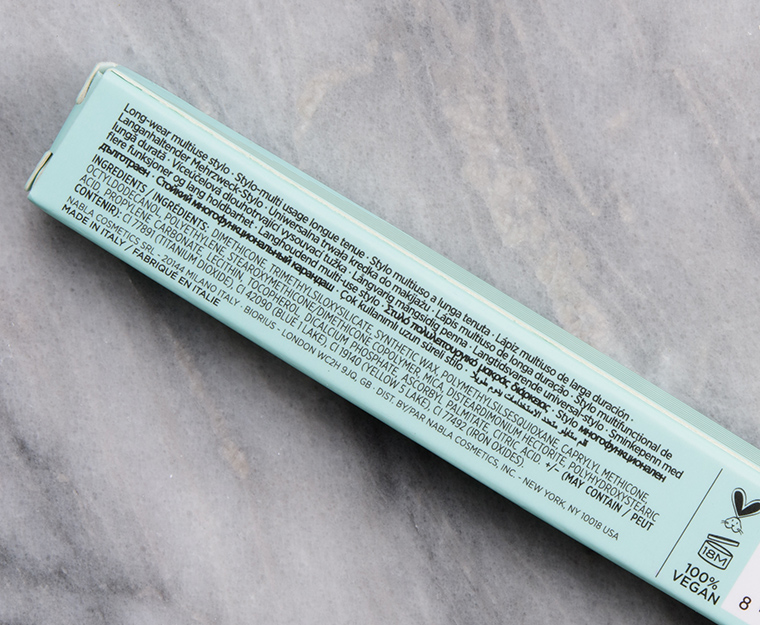 Long-wear multiuse stylo · Stylo-multi usage longue tenue · Stylo multiuso a lunga tenuta · Lápiz multiuso de larga duración ·
Langanhaltender Mehrzweck-Stylo · Uniwersalna trwała kredka do makijażu · Lápis multiuso de longa duração · Stylo multifuncțional de
lungă durată · Víceúčelová dlouhotrvající vysouvací tužka · Långvarig mångsidig penna · Langtidsvarende universal-stylo · Sminkepenn med
flere funksjoner og lang holdbarhet · Langhoudend multi-use stylo · Στυλό πολλαπλών μακράς διάρκειας · Stylo многофункционален
дълготраен · Стойкий многофункциональный карандаш · Çok kullanımlı uzun süreli stilo ·
INGREDIENTS / INGRÉDIENTS: DIMETHICONE, TRIMETHYLSILOXYSILICATE, SYNTHETIC WAX, POLYMETHYLSILSESQUIOXANE, CAPRYLYL METHICONE,
OCTYLDODECANOL, POLYETHYLENE, STEAROXYMETHICONE/DIMETHICONE COPOLYMER, MICA, DISTEARDIMONIUM HECTORITE, POLYHYDROXYSTEARIC
ACID, PROPYLENE CARBONATE, LECITHIN, TOCOPHEROL, DICALCIUM PHOSPHATE, ASCORBYL PALMITATE, CITRIC ACID. +/– (MAY CONTAIN / PEUT
CONTENIR): CI 77891 (TITANIUM DIOXIDE), CI 42090 (BLUE 1 LAKE), CI 19140 (YELLOW 5 LAKE), CI 77492 (IRON OXIDES).
NABLA COSMETICS SRL · 20144 MILANO ITALY · BIORIUS - LONDON WC2H 9JQ, GB · DIST. BY/PAR NABLA COSMETICS, INC. - NEW YORK, NY 10018 USA
MADE IN ITALY / FABRIQUÉ EN ITALIE
18M
100%
VEGAN
8